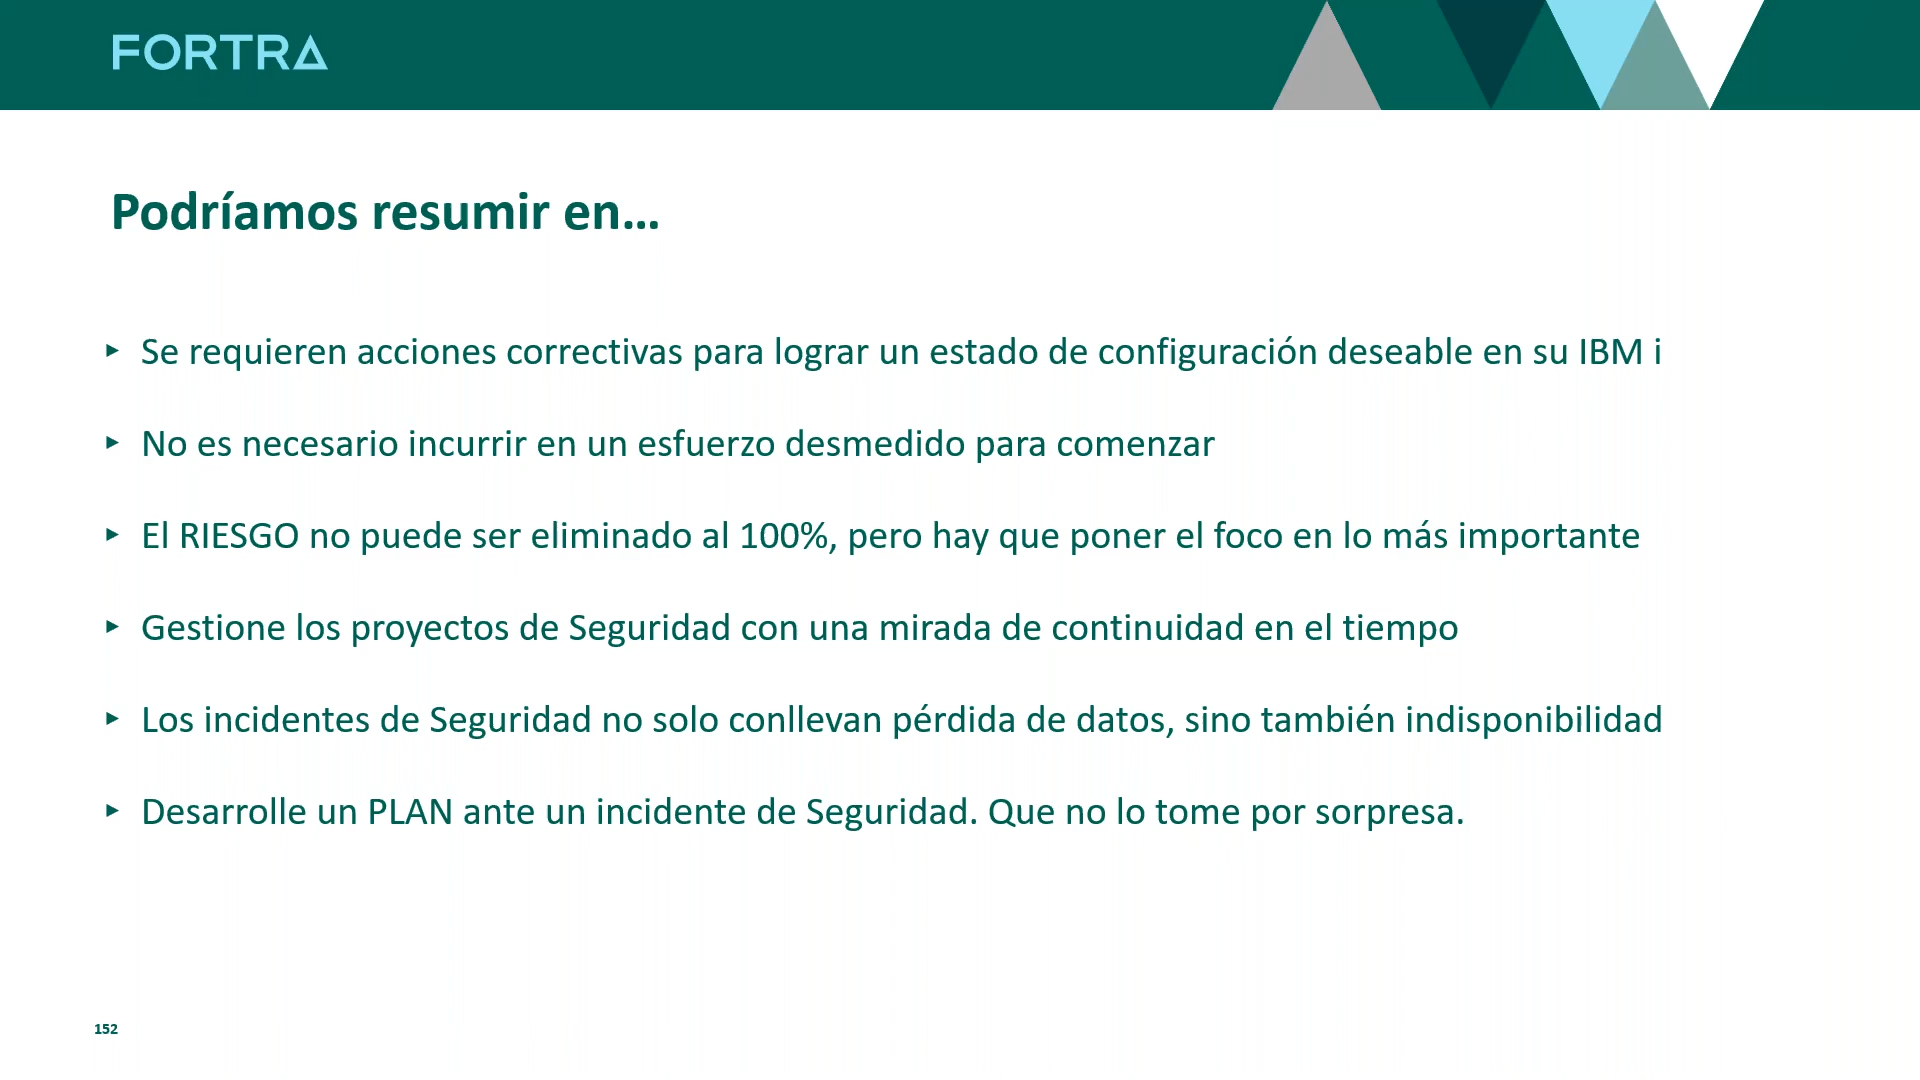 FORTRA
Podríamos resumir en...
‣ Se requieren acciones correctivas para lograr un estado de configuración deseable en su IBM i
‣ No es necesario incurrir en un esfuerzo desmedido para comenzar
‣ El RIESGO no puede ser eliminado al 100%, pero hay que poner el foco en lo más importante
‣ Gestione los proyectos de Seguridad con una mirada de continuidad en el tiempo
‣ Los incidentes de Seguridad no solo conllevan pérdida de datos, sino también indisponibilidad
‣ Desarrolle un PLAN ante un incidente de Seguridad. Que no lo tome por sorpresa.
152